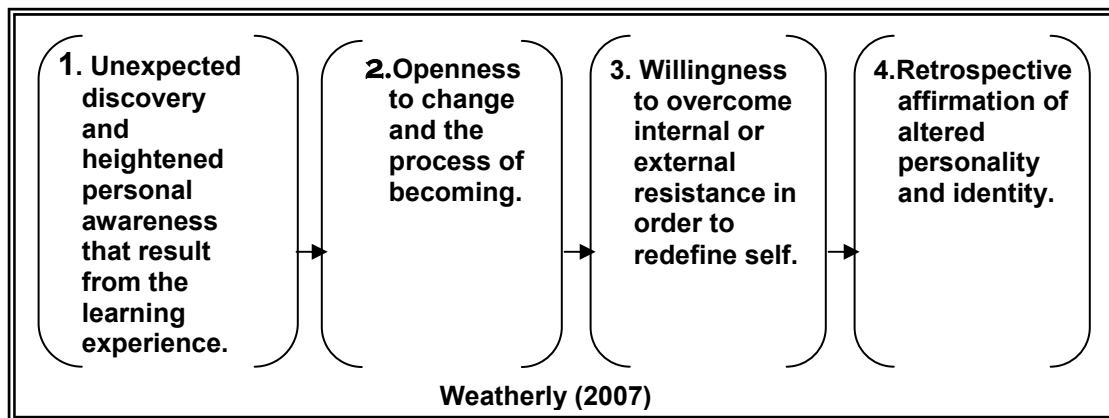 1. Unexpected
discovery
and
heightened
personal
awareness
that result
from the
learning
experience.
2.Openness
to change
and the
process of
becoming.
3. Willingness
to overcome
internal or
external
resistance in
order to
redefine self.
4.Retrospective
affirmation of
altered
personality
and identity.
Weatherly (2007)